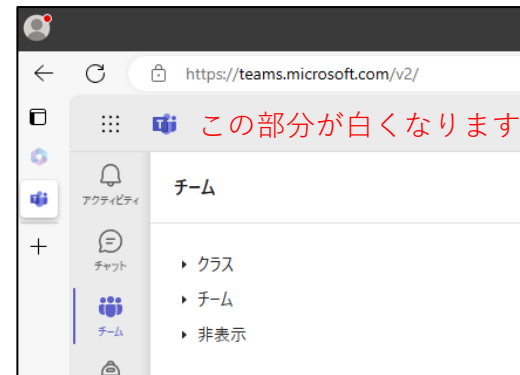 https://teams.microsoft.com/v2/
この部分が白くなります
アクティビティ
チーム
チャット
クラス
チーム
チーム
非表示